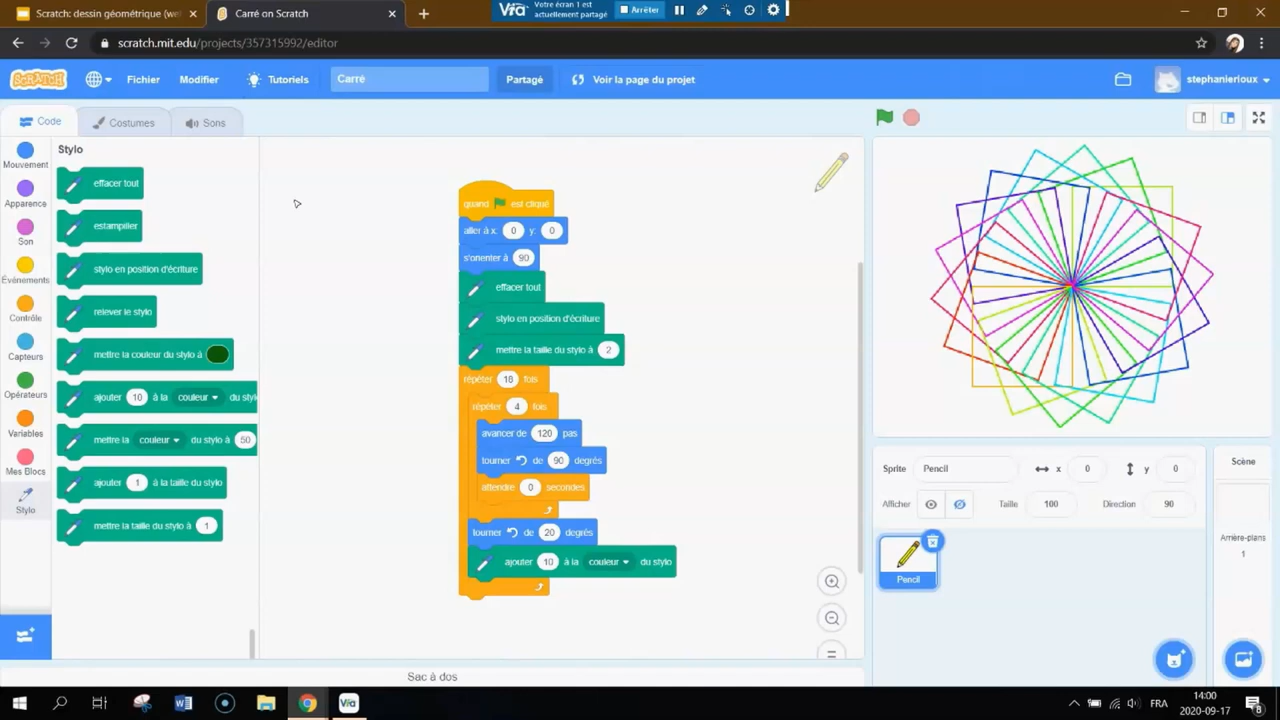 Scratch: dessin géométrique (we
Carré on Scratch
Vía
Votre écran 1 est
actuellement partagé
Arrêter
scratch.mit.edu/projects/357315992/editor
SCRATCH
Fichier
Modifier
Tutoriels
Carré
Partagé
Voir la page du projet
stephanierioux
Code
Costumes
Sons
Mouvement
Apparence
Son
Événements
Contrôle
Capteurs
Opérateurs
Variables
Mes Blocs
Stylo
Stylo
effacer tout
estampiller
stylo en position d'écriture
relever le stylo
mettre la couleur du stylo à
ajouter 10 à la couleur du stylo
mettre la couleur du stylo à 50
ajouter 1 à la taille du stylo
mettre la taille du stylo à 1
quand est cliqué
aller à x: 0 y: 0
s'orienter à 90
effacer tout
stylo en position d'écriture
mettre la taille du stylo à 2
répéter 18 fois
répéter 4 fois
avancer de 120 pas
tourner de 90 degrés
attendre 0 secondes
tourner de 20 degrés
ajouter 10 à la couleur du stylo
Sac à dos
Sprite Pencil x 0 y 0
Afficher Taille 100 Direction 90
Pencil
Scène
Arrière-plans
1
FRA
14:00
2020-09-17
8